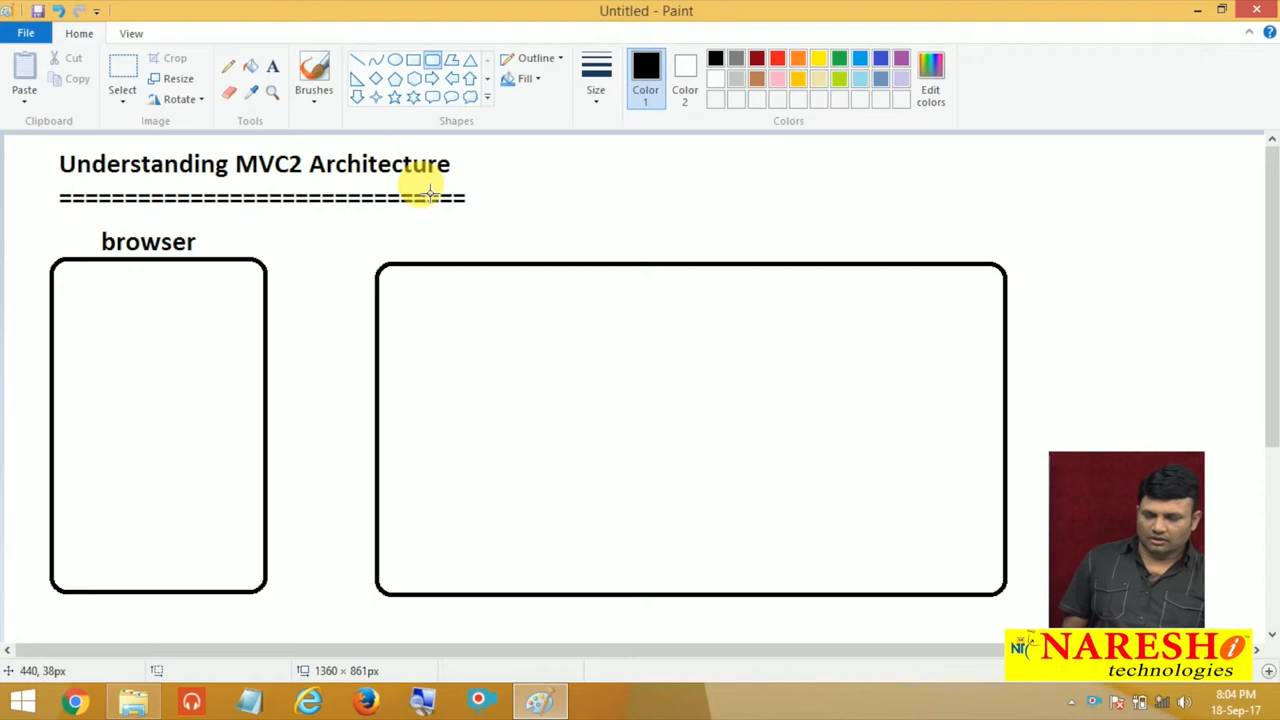 Untitled - Paint
File
Home
View
Paste
Cut
Copy
Clipboard
Select
Crop
Resize
Rotate
Image
A
Tools
Brushes
Outline
Fill
Shapes
Size
Color
1
Color
2
Edit
colors
Colors
Understanding MVC2 Architecture
===============================
browser
NT
NARESH i
technologies
440, 38px
1360 × 861px
8:04 PM
18-Sep-17